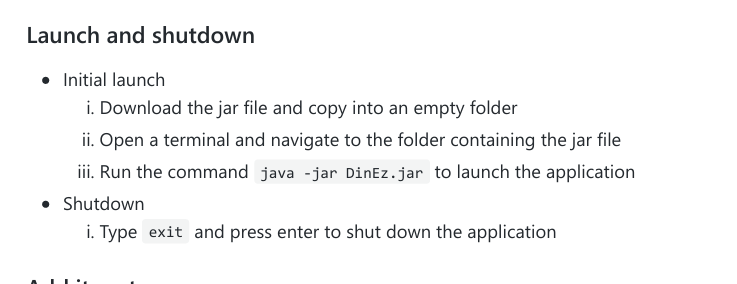 Launch and shutdown
• Initial launch
i. Download the jar file and copy into an empty folder
ii. Open a terminal and navigate to the folder containing the jar file
iii. Run the command java -jar DinEz.jar to launch the application
• Shutdown
i. Type exit and press enter to shut down the application